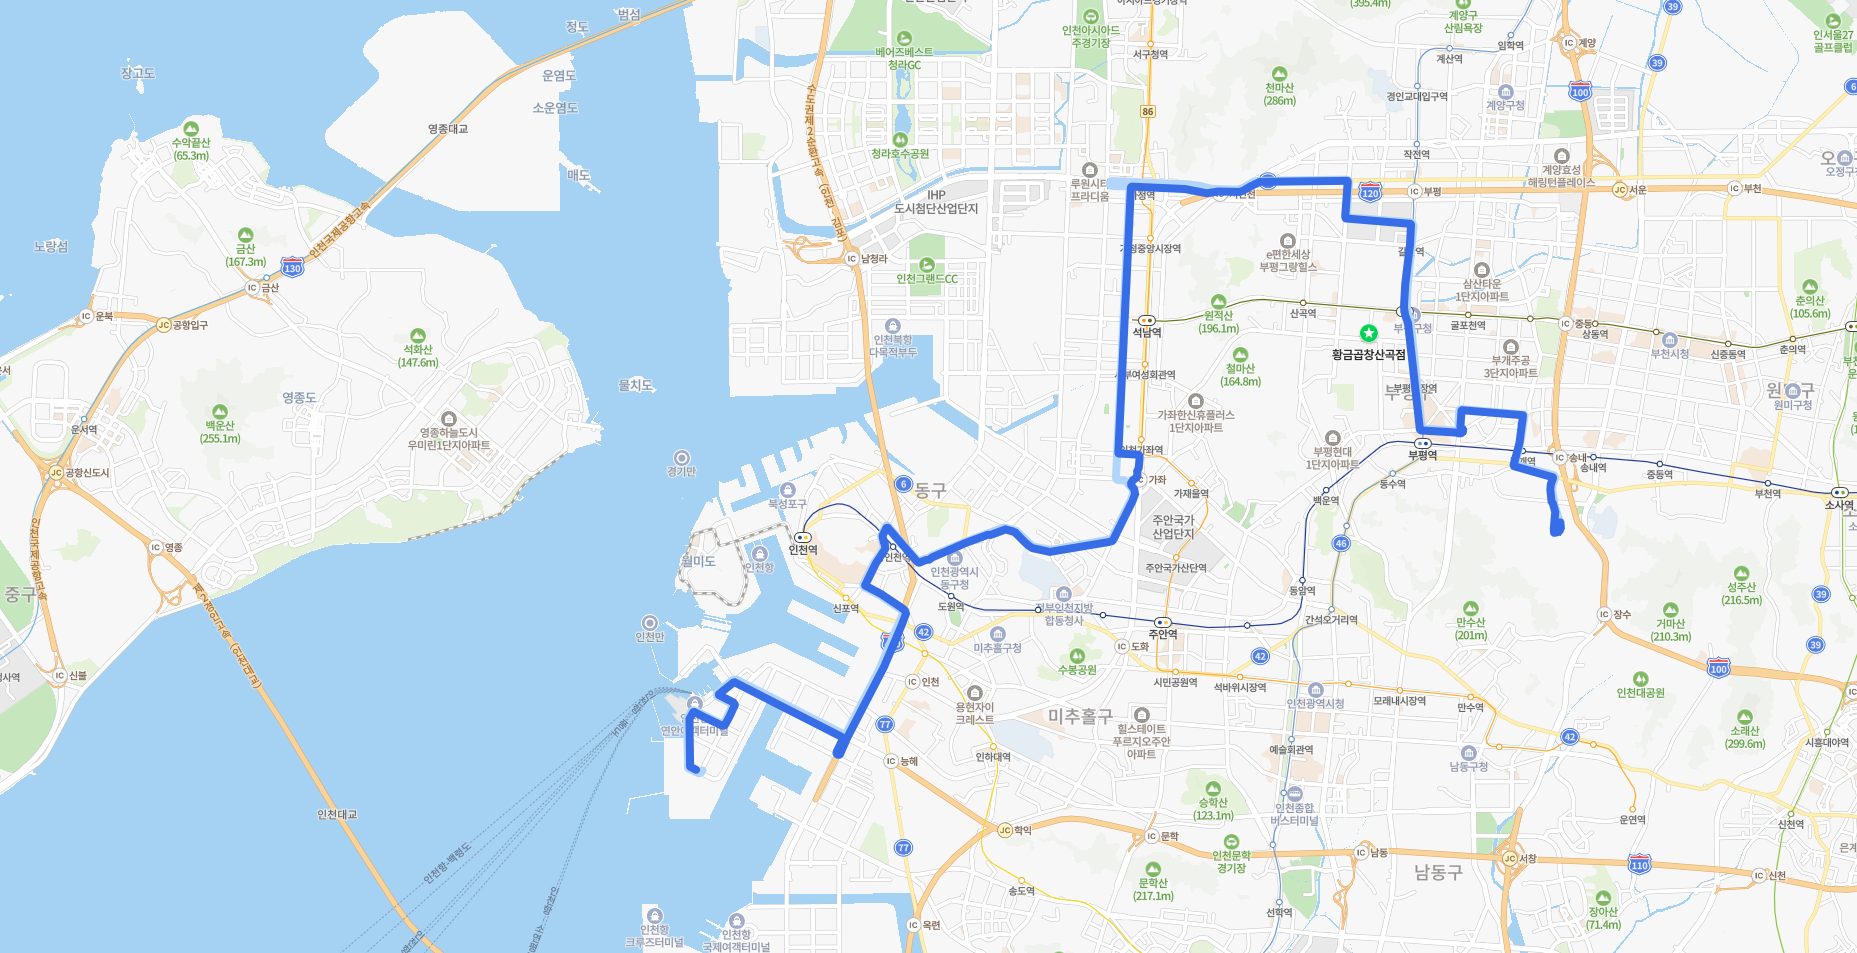 범섬
정도
(395.4m)
계양구
산림욕장
39
인천아시아드
주경기장
서구청역
임학역
계산역
IC 계양
인서울27
골프클럽
베어즈베스트
청라GC
장고도
운염도
39
천마산
(286m)
경인교대입구역
계양구청
100
6
소운염도
86
수악끝산
(65.3m)
영종대교
청라호수공원
작전역
매도
루원시티
프라디움
계양효성
해링턴플레이스
오정구청
IHP
도시첨단산업단지
120
IC 부평
JC 서운
IC 부천
노랑섬
금산
(167.3m)
인천국제공항고속
130
IC 금산
IC 남청라
e편한세상
부평그랑힐스
인천그랜드CC
삼산타운
1단지아파트
춘의산
(105.6m)
IC 운북
JC 공항입구
원적산
(196.1m)
산곡역
굴포천역
IC 중동
상동역
석남역
인천북항
다목적부두
석화산
(147.6m)
황금곱창산곡점
부천시청
신중동역
춘의역
철마산
(164.8m)
부개주공
3단지아파트
물치도
영종도
백운산
(255.1m)
운서역
영종하늘도시
우미린1단지아파트
가좌한신휴플러스
1단지아파트
원미구청
부평현대
1단지아파트
부평역
IC 송내
송내역
중동역
부천역
소사역
JC 공항신도시
경기만
북성포구
6
동구
IC 가좌
가재울역
동수역
백운역
주안국가
산업단지
46
인천역
인천항
월미도
인천광역시
동구청
주안국가산단역
IC 영종
중구
신포역
도원역
동암역
성주산
(216.5m)
39
합동청사
IC 장수
거마산
(210.3m)
만수산
(201m)
인천만
42
미추홀구청
주안역
간석오거리역
IC 도화
42
39
수봉공원
100
IC 신불
IC 인천
시민공원역
석바위시장역
인천광역시청
모래내시장역
만수역
인천대공원
용현자이
크레스트
미추홀구
힐스테이트
푸르지오주안
아파트
77
예술회관역
42
소래산
(299.6m)
시흥대야역
IC 능해
인하대역
남동구청
인천대교
승학산
(123.1m)
인천종합
버스터미널
운연역
신천역
JC 학익
IC 문학
77
인천문학
경기장
IC 남동
JC 서창
110
IC 신천
인천항-백령도
문학산
(217.1m)
남동구
송도역
장아산
(71.4m)
선학역
인천항
크루즈터미널
인천항
국제여객터미널
IC 옥련